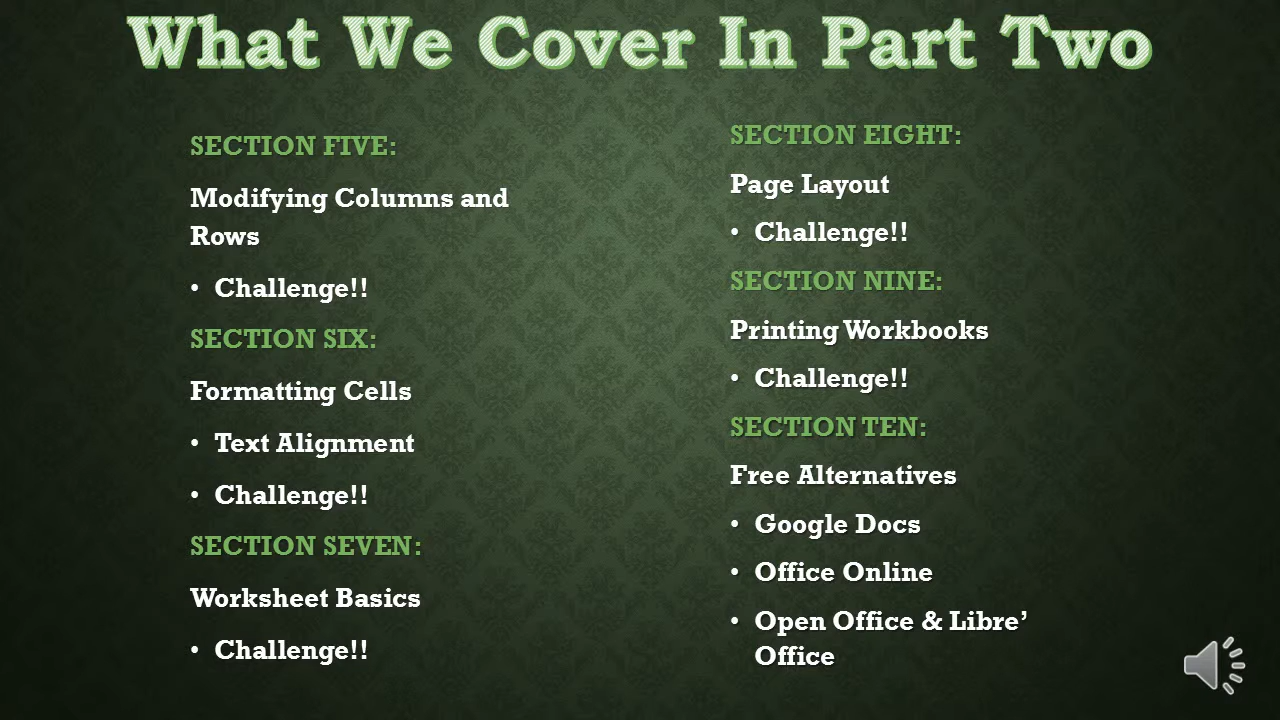 What We Cover In Part Two
SECTION FIVE:
Modifying Columns and
Rows
• Challenge!!
SECTION SIX:
Formatting Cells
• Text Alignment
• Challenge!!
SECTION SEVEN:
Worksheet Basics
• Challenge!!
SECTION EIGHT:
Page Layout
• Challenge!!
SECTION NINE:
Printing Workbooks
• Challenge!!
SECTION TEN:
Free Alternatives
• Google Docs
• Office Online
• Open Office & Libre’
Office